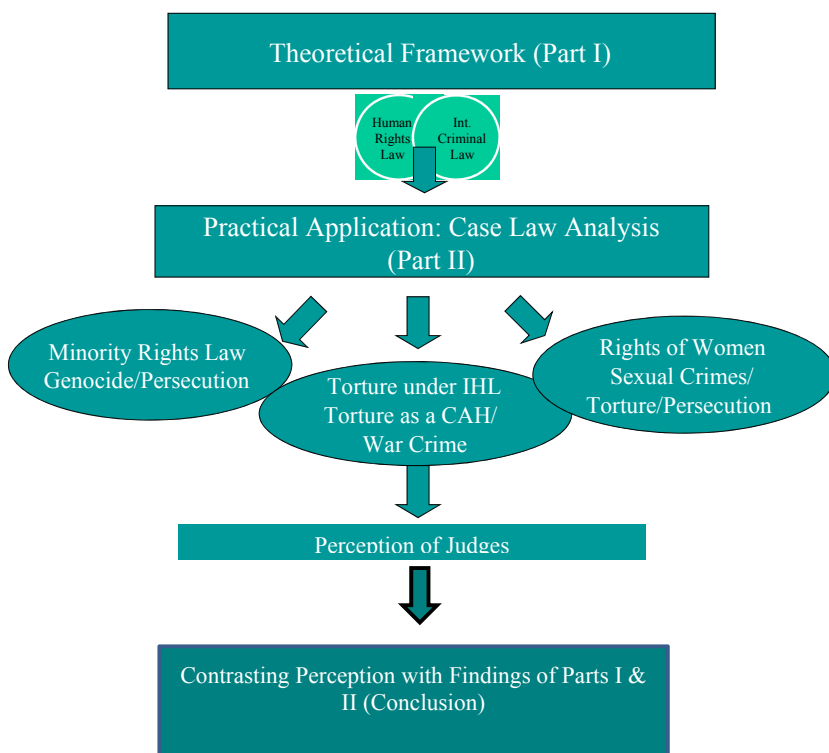 Theoretical Framework (Part I)
Human
Rights
Law
Int.
Criminal
Law
Practical Application: Case Law Analysis
(Part II)
Minority Rights Law
Genocide/Persecution
Torture under IHL
Torture as a CAH/
War Crime
Rights of Women
Sexual Crimes/
Torture/Persecution
Perception of Judges
Contrasting Perception with Findings of Parts I &
II (Conclusion)